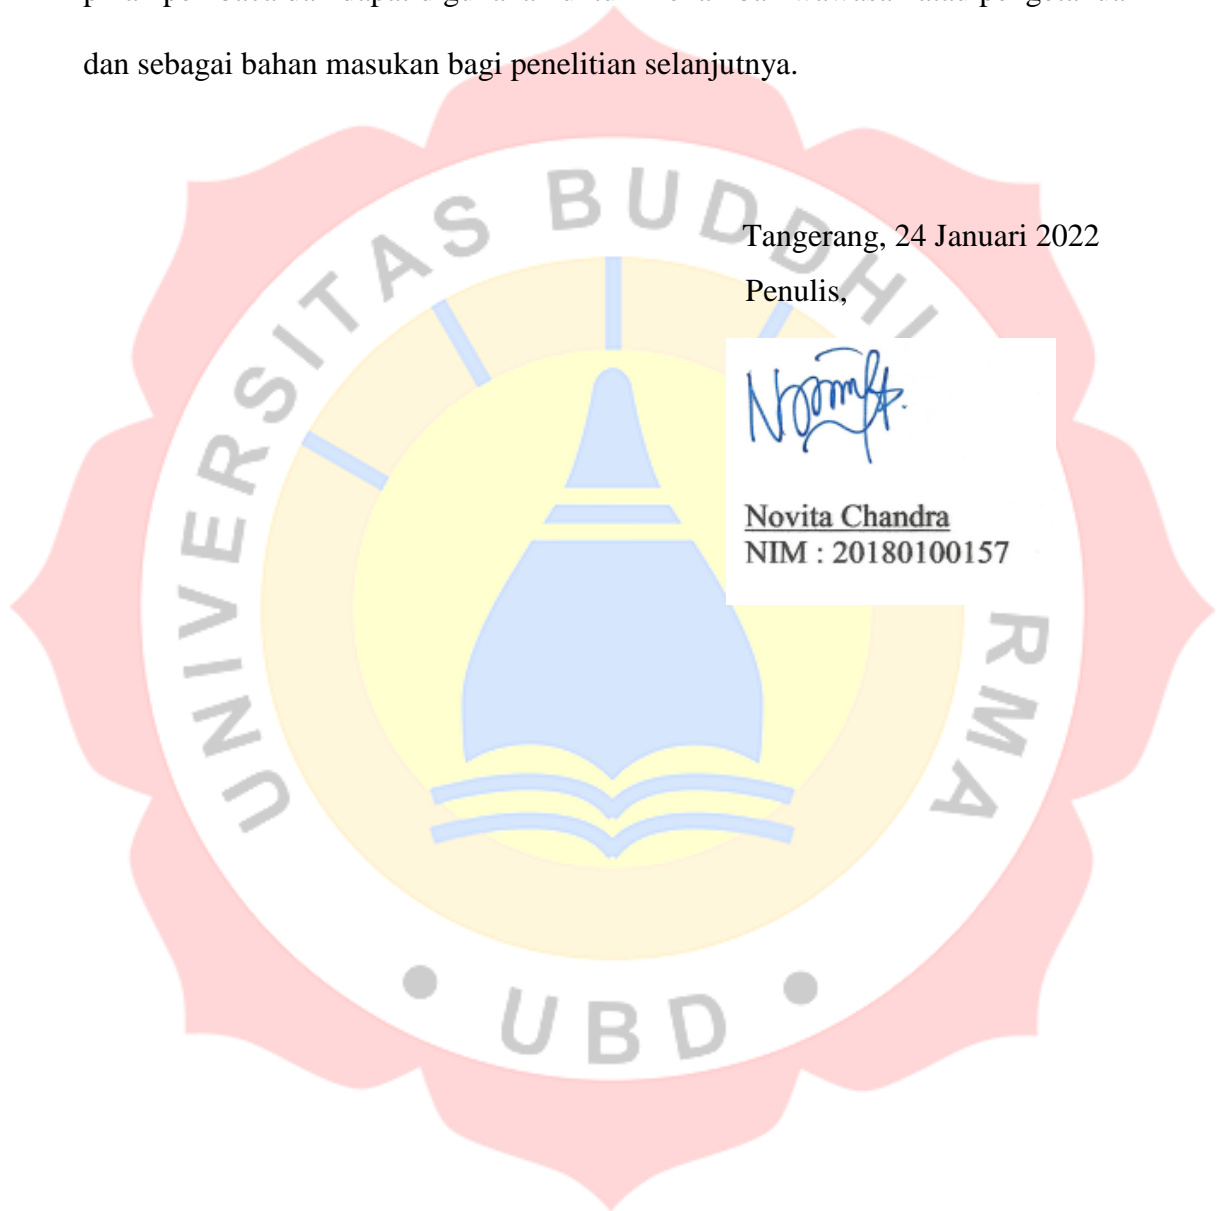 dan sebagai bahan masukan bagi penelitian selanjutnya.
UNIVERSITAS BUDDHI RMA
Tangerang, 24 Januari 2022
Penulis,
Novita Chandra
NIM : 20180100157
• UBD •